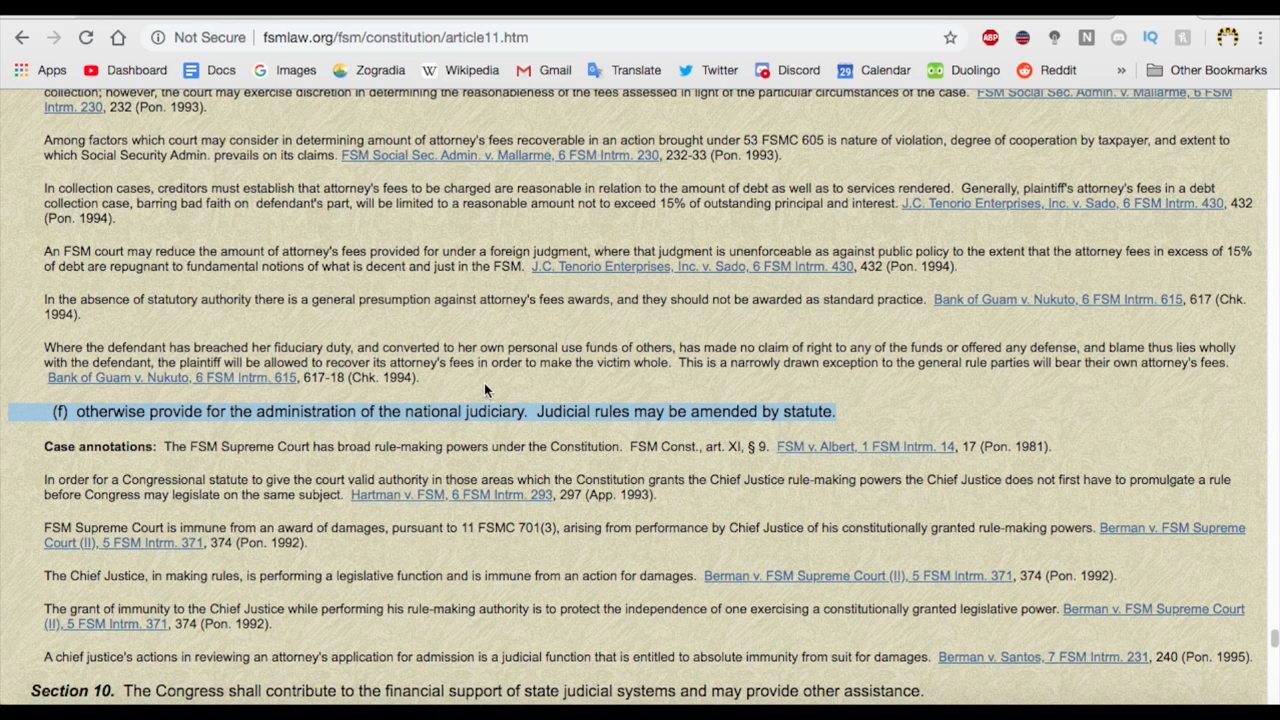 Not Secure
fsmlaw.org/fsm/constitution/article11.htm
ABP
N
IQ
Apps
Dashboard
Docs
Images
Zogradia
Wikipedia
Gmail
Translate
Twitter
Discord
29 Calendar
Duolingo
Reddit
»
Other Bookmarks
collection; however, the court may exercise discretion in determining the reasonableness of the fees assessed in light of the particular circumstances of the case.  FSM Social Sec. Admin. v. Mallarme, 6 FSM
Intrm. 230, 232 (Pon. 1993).
Among factors which court may consider in determining amount of attorney's fees recoverable in an action brought under 53 FSMC 605 is nature of violation, degree of cooperation by taxpayer, and extent to
which Social Security Admin. prevails on its claims.  FSM Social Sec. Admin. v. Mallarme, 6 FSM Intrm. 230, 232-33 (Pon. 1993).
In collection cases, creditors must establish that attorney's fees to be charged are reasonable in relation to the amount of debt as well as to services rendered.  Generally, plaintiff's attorney's fees in a debt
collection case, barring bad faith on  defendant's part, will be limited to a reasonable amount not to exceed 15% of outstanding principal and interest. J.C. Tenorio Enterprises, Inc. v. Sado, 6 FSM Intrm. 430, 432
(Pon. 1994).
An FSM court may reduce the amount of attorney's fees provided for under a foreign judgment, where that judgment is unenforceable as against public policy to the extent that the attorney fees in excess of 15%
of debt are repugnant to fundamental notions of what is decent and just in the FSM.  J.C. Tenorio Enterprises, Inc. v. Sado, 6 FSM Intrm. 430, 432 (Pon. 1994).
In the absence of statutory authority there is a general presumption against attorney's fees awards, and they should not be awarded as standard practice.  Bank of Guam v. Nukuto, 6 FSM Intrm. 615, 617 (Chk.
1994).
Where the defendant has breached her fiduciary duty, and converted to her own personal use funds of others, has made no claim of right to any of the funds or offered any defense, and blame thus lies wholly
with the defendant, the plaintiff will be allowed to recover its attorney's fees in order to make the victim whole.  This is a narrowly drawn exception to the general rule parties will bear their own attorney's fees.
Bank of Guam v. Nukuto, 6 FSM Intrm. 615, 617-18 (Chk. 1994).
(f)  otherwise provide for the administration of the national judiciary.  Judicial rules may be amended by statute.
Case annotations:  The FSM Supreme Court has broad rule-making powers under the Constitution.  FSM Const., art. XI, § 9.  FSM v. Albert, 1 FSM Intrm. 14, 17 (Pon. 1981).
In order for a Congressional statute to give the court valid authority in those areas which the Constitution grants the Chief Justice rule-making powers the Chief Justice does not first have to promulgate a rule
before Congress may legislate on the same subject.  Hartman v. FSM, 6 FSM Intrm. 293, 297 (App. 1993).
FSM Supreme Court is immune from an award of damages, pursuant to 11 FSMC 701(3), arising from performance by Chief Justice of his constitutionally granted rule-making powers.  Berman v. FSM Supreme
Court (II), 5 FSM Intrm. 371, 374 (Pon. 1992).
The Chief Justice, in making rules, is performing a legislative function and is immune from an action for damages.  Berman v. FSM Supreme Court (II), 5 FSM Intrm. 371, 374 (Pon. 1992).
The grant of immunity to the Chief Justice while performing his rule-making authority is to protect the independence of one exercising a constitutionally granted legislative power.  Berman v. FSM Supreme Court
(II), 5 FSM Intrm. 371, 374 (Pon. 1992).
A chief justice's actions in reviewing an attorney's application for admission is a judicial function that is entitled to absolute immunity from suit for damages.  Berman v. Santos, 7 FSM Intrm. 231, 240 (Pon. 1995).
Section 10.  The Congress shall contribute to the financial support of state judicial systems and may provide other assistance.